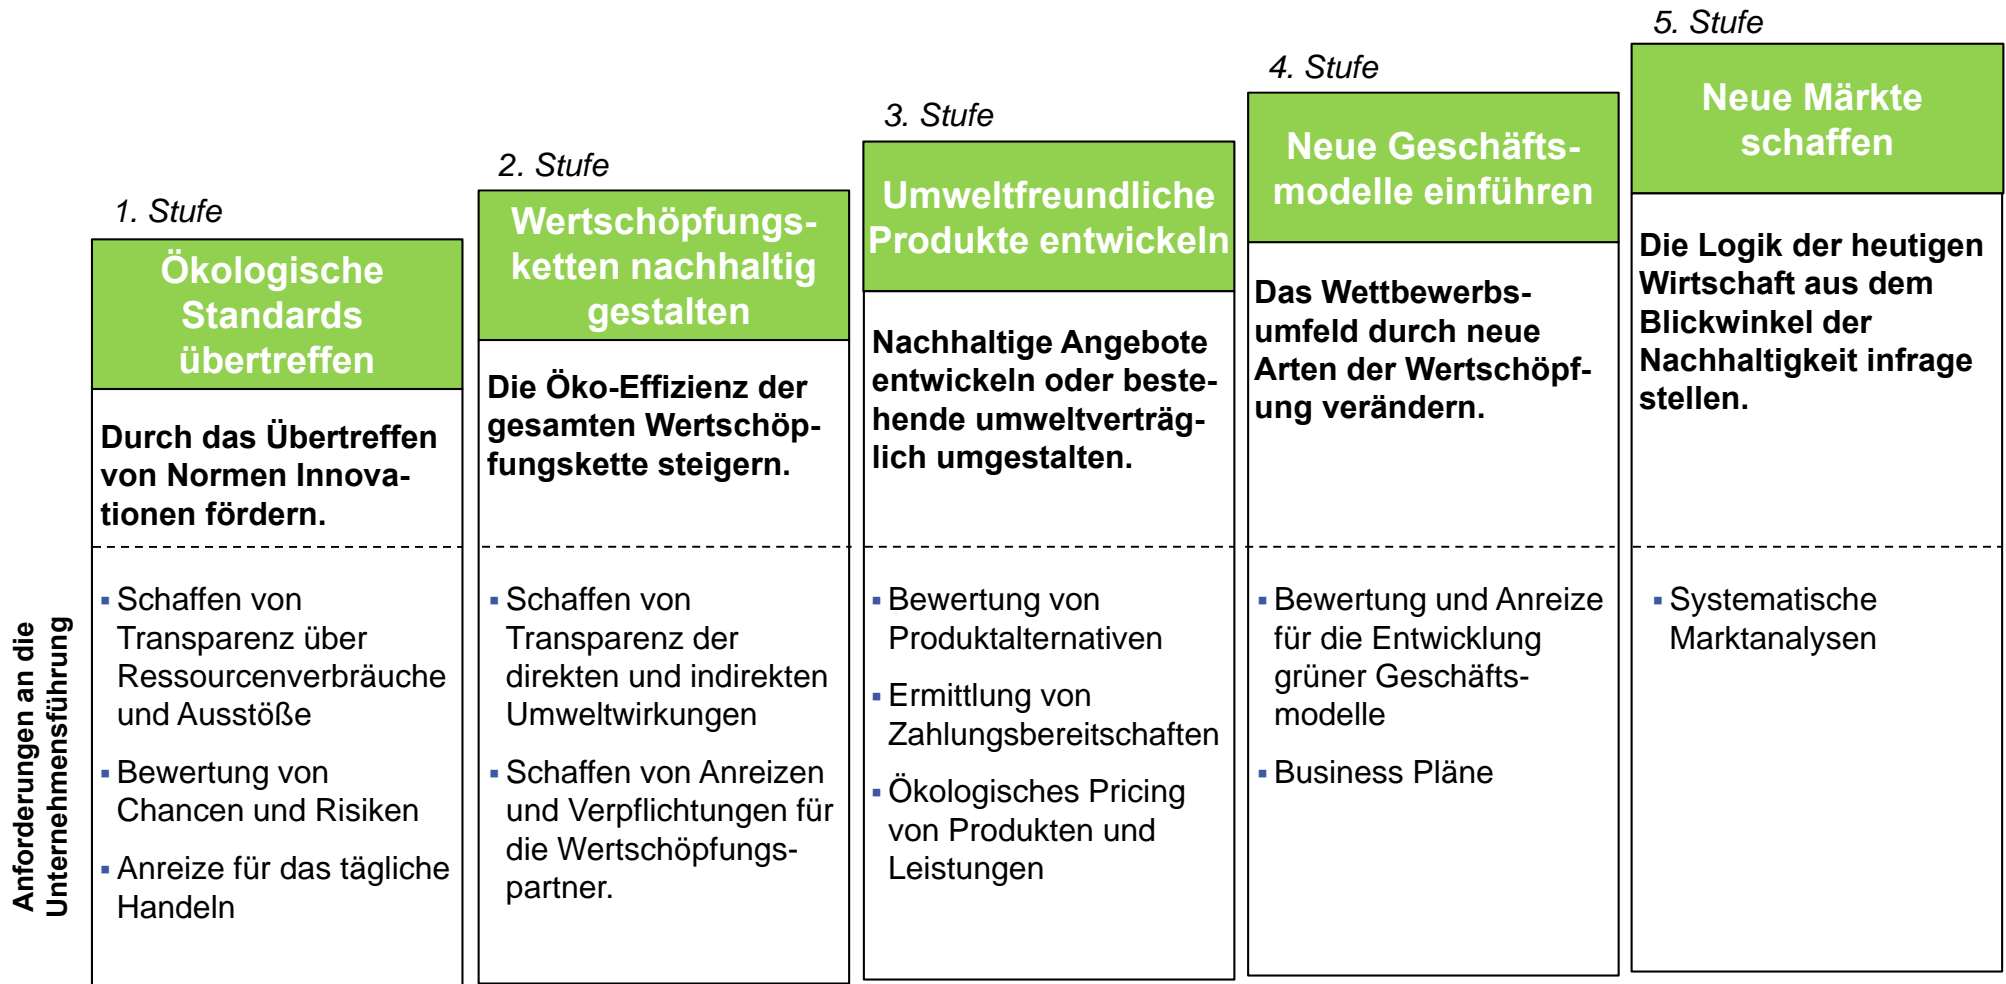 1. Stufe
Ökologische
Standards
übertreffen
Durch das Übertreffen
von Normen Innova-
tionen fördern.
▪ Schaffen von
Transparenz über
Ressourcenverbräuche
und Ausstöße
▪ Bewertung von
Chancen und Risiken
▪ Anreize für das tägliche
Handeln
2. Stufe
Wertschöpfungs-
ketten nachhaltig
gestalten
Die Öko-Effizienz der
gesamten Wertschöp-
fungskette steigern.
▪ Schaffen von
Transparenz der
direkten und indirekten
Umweltwirkungen
▪ Schaffen von Anreizen
und Verpflichtungen für
die Wertschöpfungs-
partner.
3. Stufe
Umweltfreundliche
Produkte entwickeln
Nachhaltige Angebote
entwickeln oder beste-
hende umweltverträg-
lich umgestalten.
▪ Bewertung von
Produktalternativen
▪ Ermittlung von
Zahlungsbereitschaften
▪ Ökologisches Pricing
von Produkten und
Leistungen
4. Stufe
Neue Geschäfts-
modelle einführen
Das Wettbewerbs-
umfeld durch neue
Arten der Wertschöpf-
ung verändern.
▪ Bewertung und Anreize
für die Entwicklung
grüner Geschäfts-
modelle
▪ Business Pläne
5. Stufe
Neue Märkte
schaffen
Die Logik der heutigen
Wirtschaft aus dem
Blickwinkel der
Nachhaltigkeit infrage
stellen.
▪ Systematische
Marktanalysen
Anforderungen an die
Unternehmensführung